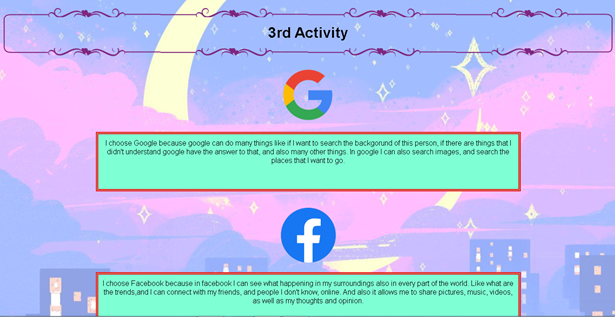 3rd Activity
I choose Google because google can do many things like if I want to search the backgorund of this person, if there are things that I
didn't understand google have the answer to that, and also many other things. In google I can also search images, and search the
places that I want to go.
I choose Facebook because in facebook I can see what happening in my surroundings also in every part of the world. Like what are
the trends,and I can connect with my friends, and people I don't know, online. And also it allows me to share pictures, music, videos,
as well as my thoughts and opinion.